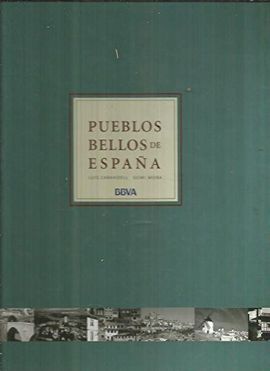 PUEBLOS
BELLOS DE
ESPAÑA
LUIS CARANDELL
BBVA